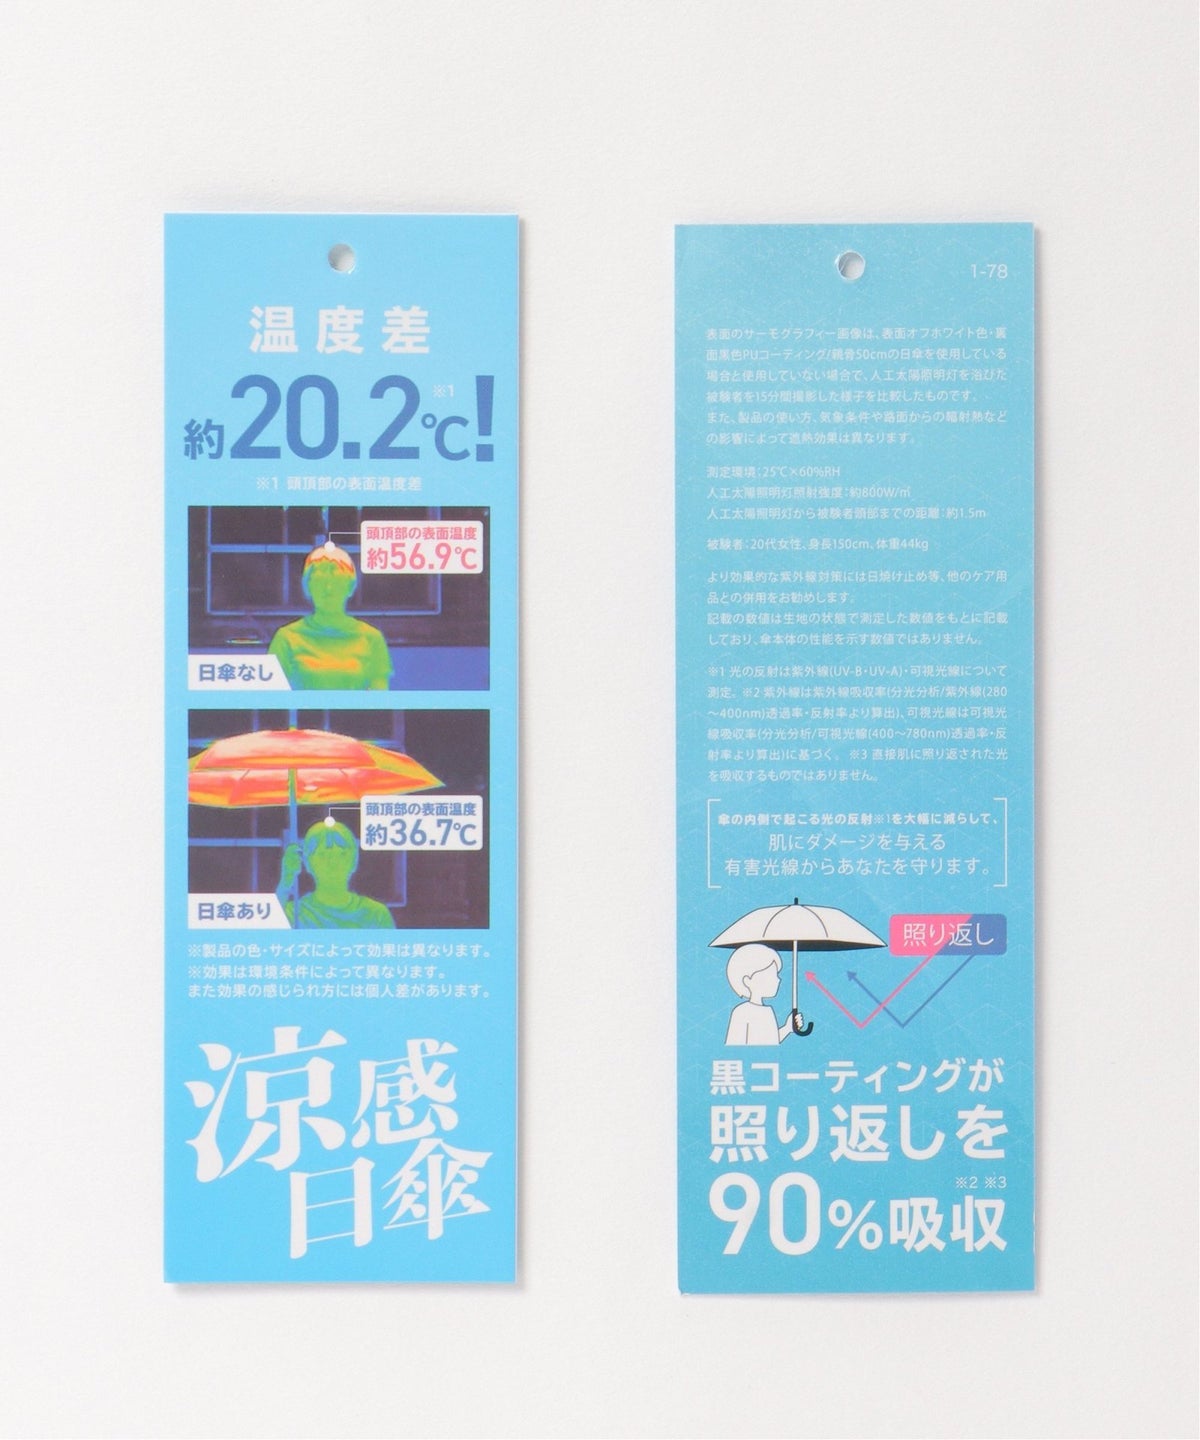 温度差
約20.2℃!※1
※1 頭頂部の表面温度差
頭頂部の表面温度
約56.9℃
日傘なし
頭頂部の表面温度
約36.7℃
日傘あり
※製品の色・サイズによって効果は異なります。
※効果は環境条件によって異なります。
また効果の感じられ方には個人差があります。
涼感
日傘
1-78
表面のサーモグラフィー画像は、表面オフホワイト色・裏
面黒色PUコーティング/親骨50cmの日傘を使用している
場合と使用していない場合で、人工太陽照明灯を浴びた
被験者を15分間撮影した様子を比較したものです。
また、製品の使い方、気象条件や路面からの輻射熱など
の影響によって遮熱効果は異なります。
測定環境：25℃×60%RH
人工太陽照明灯照射強度：約800W/㎡
人工太陽照明灯から被験者頭部までの距離：約1.5m
被験者：20代女性、身長150cm、体重44kg
より効果的な紫外線対策には日焼け止め等、他のケア用
品との併用をお勧めします。
記載の数値は生地の状態で測定した数値をもとに記載
しており、傘本体の性能を示す数値ではありません。
※1 光の反射は紫外線(UV-B・UV-A)・可視光線について
測定。※2 紫外線は紫外線吸収率(分光分析/紫外線(280
～400nm)透過率・反射率より算出)、可視光線は可視光
線吸収率(分光分析/可視光線(400～780nm)透過率・反
射率より算出)に基づく。 ※3 直接肌に照り返された光
を吸収するものではありません。
傘の内側で起こる光の反射※1を大幅に減らして、
肌にダメージを与える
有害光線からあなたを守ります。
照り返し
黒コーティングが
照り返しを
90%吸収※2 ※3